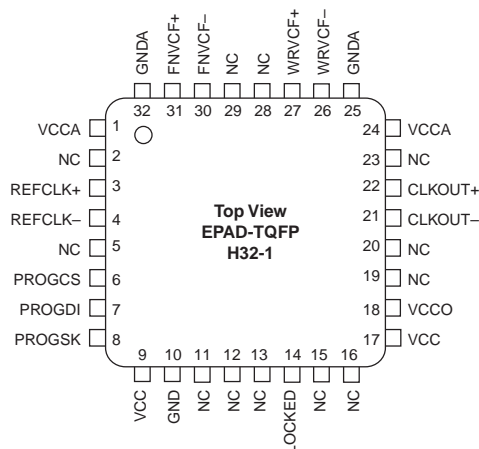 GNDA
FNVCF+
FNVCF–
NC
NC
WRVCF+
WRVCF–
GNDA
32 31 30 29 28 27 26 25
VCCA 1 24 VCCA
NC 2 23 NC
REFCLK+ 3 22 CLKOUT+
REFCLK– 4 21 CLKOUT–
NC 5 20 NC
PROGCS 6 19 NC
PROGDI 7 18 VCCO
PROGSK 8 17 VCC
Top View
EPAD-TQFP
H32-1
9 10 11 12 13 14 15 16
VCC
GND
NC
NC
NC
LOCKED
NC
NC